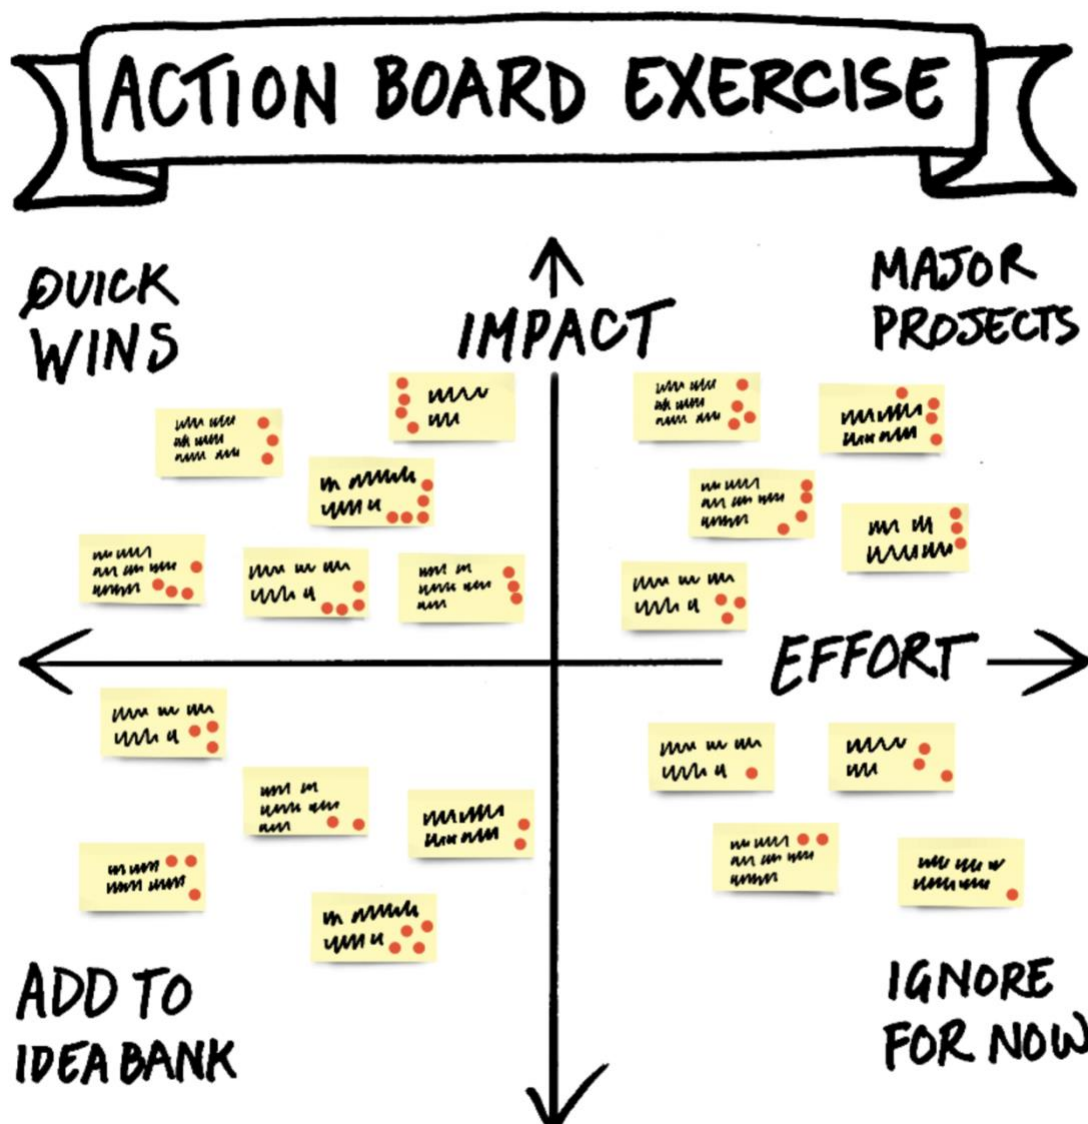 ACTION BOARD EXERCISE
QUICK
WINS
MAJOR
PROJECTS
IMPACT
EFFORT
ADD TO
IDEA BANK
IGNORE
FOR NOW